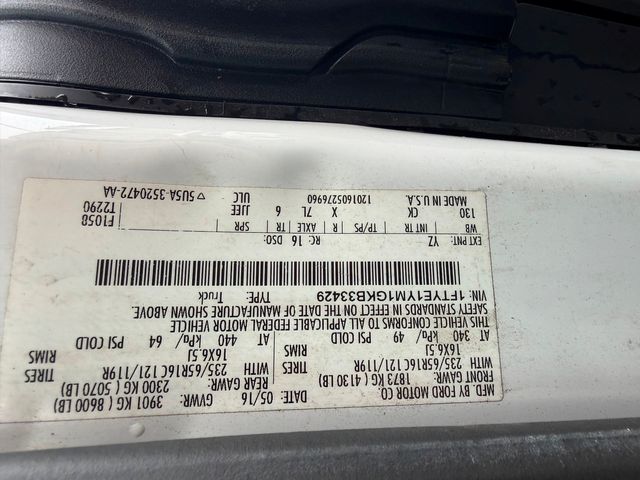 MFD. BY FORD MOTOR CO.
DATE: 05/16 GVWR: 3901 KG ( 8600 LB)
FRONT GAWR: REAR GAWR:
1873 KG ( 4130 LB) 2300 KG ( 5070 LB)
WITH 235/65R16C 121/119R TIRES WITH 235/65R16C 121/119R TIRES
16X6.5J RIMS 16X6.5J RIMS
AT 340 kPa/ 49 PSI COLD AT 440 kPa/ 64 PSI COLD
THIS VEHICLE CONFORMS TO ALL APPLICABLE FEDERAL MOTOR VEHICLE
SAFETY STANDARDS IN EFFECT ON THE DATE OF MANUFACTURE SHOWN ABOVE.
VIN: 1FTYE1YM1GKB33429 TYPE: Truck
EXT PNT: YZ RC: 16 DSO:
WB INT TR TP/PS R AXLE TR SPR F1058
130 CK X 7L 6 JJEE T2290
MADE IN U.S.A. 120160527696O ULC ▽ 5U5A-3520472-AA